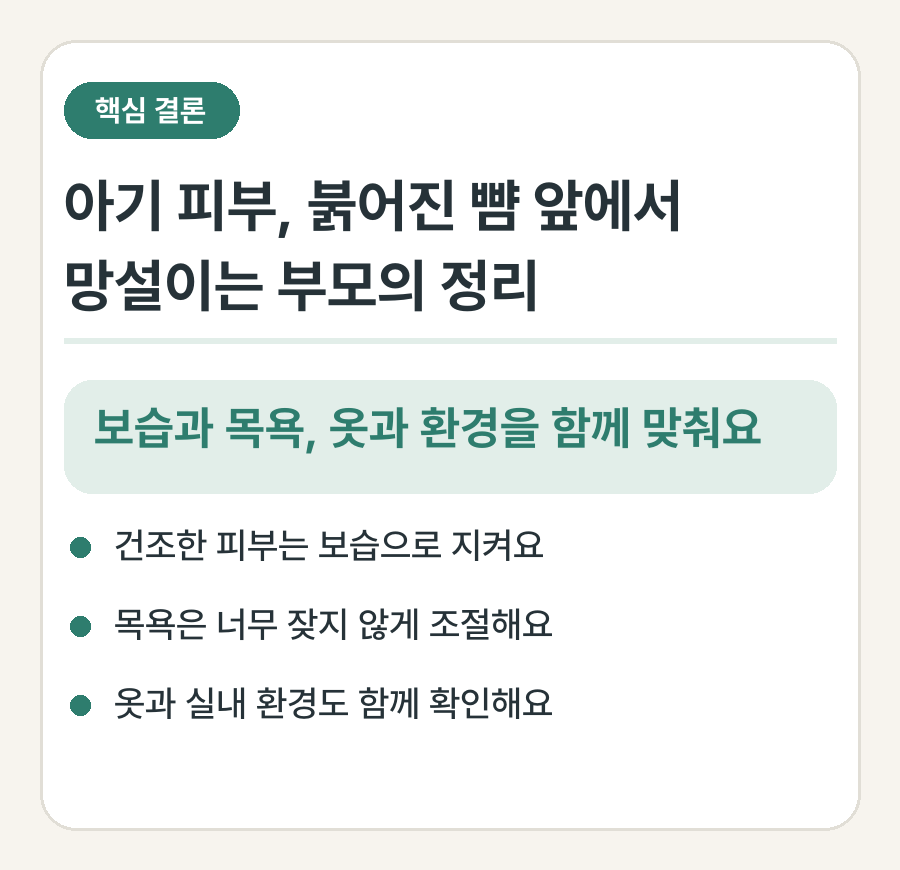 핵심 결론
아기 피부, 붉어진 뺨 앞에서
망설이는 부모의 정리
보습과 목욕, 옷과 환경을 함께 맞춰요
건조한 피부는 보습으로 지켜요
목욕은 너무 잦지 않게 조절해요
옷과 실내 환경도 함께 확인해요